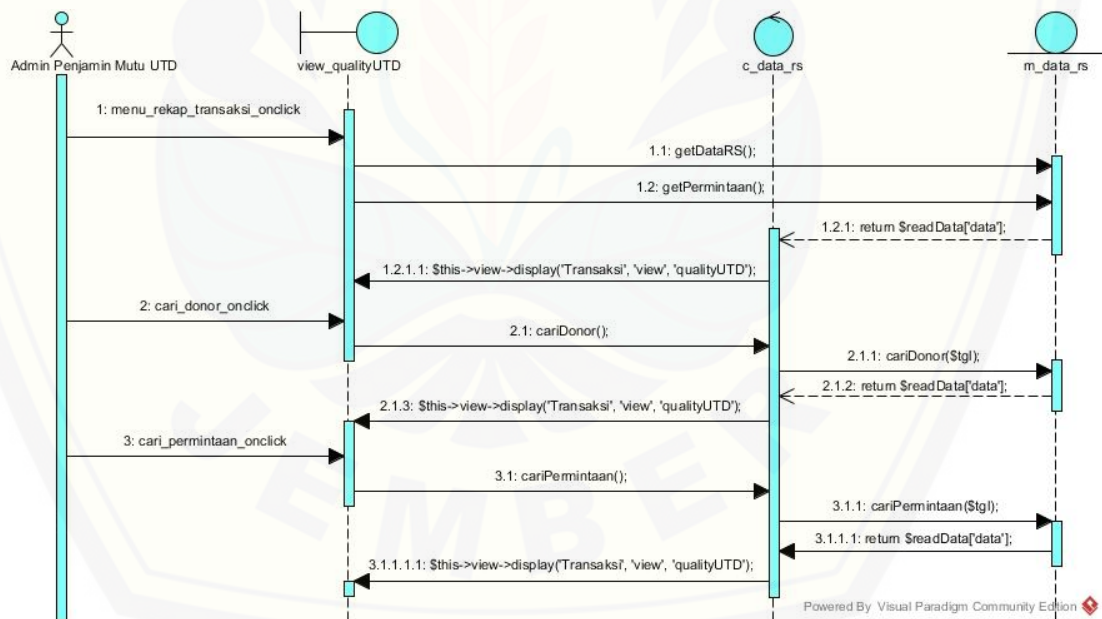 Admin Penjamin Mutu UTD
view_qualityUTD
c_data_rs
m_data_rs
1: menu_rekap_transaksi_onclick
1.1: getDataRS();
1.2: getPermintaan();
1.2.1: return $readData['data'];
1.2.1.1: $this->view->display('Transaksi', 'view', 'qualityUTD');
2: cari_donor_onclick
2.1: cariDonor();
2.1.1: cariDonor($tgl);
2.1.2: return $readData['data'];
2.1.3: $this->view->display('Transaksi', 'view', 'qualityUTD');
3: cari_permintaan_onclick
3.1: cariPermintaan();
3.1.1: cariPermintaan($tgl);
3.1.1.1: return $readData['data'];
3.1.1.1.1: $this->view->display('Transaksi', 'view', 'qualityUTD');
JEMBER
Powered By Visual Paradigm Community Edition